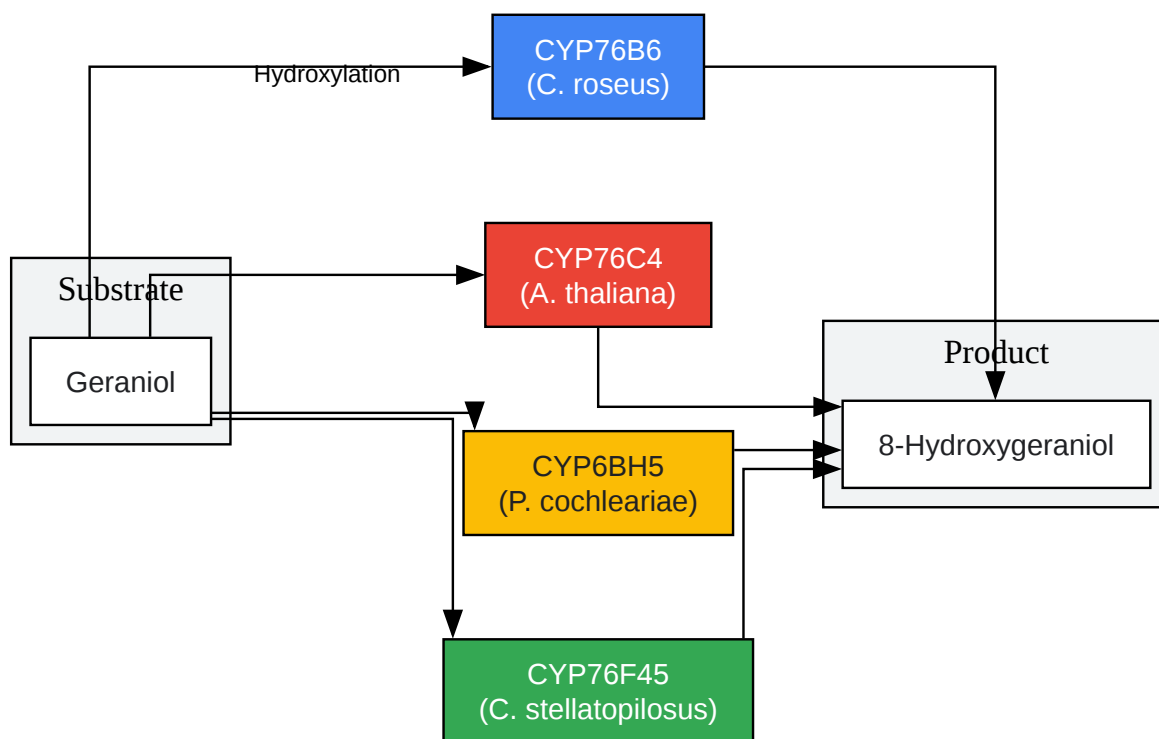 CYP76B6
(C. roseus)
Hydroxylation
CYP76C4
(A. thaliana)
Substrate
Geraniol
Product
8-Hydroxygeraniol
CYP6BH5
(P. cochleariae)
CYP76F45
(C. stellatopilosus)